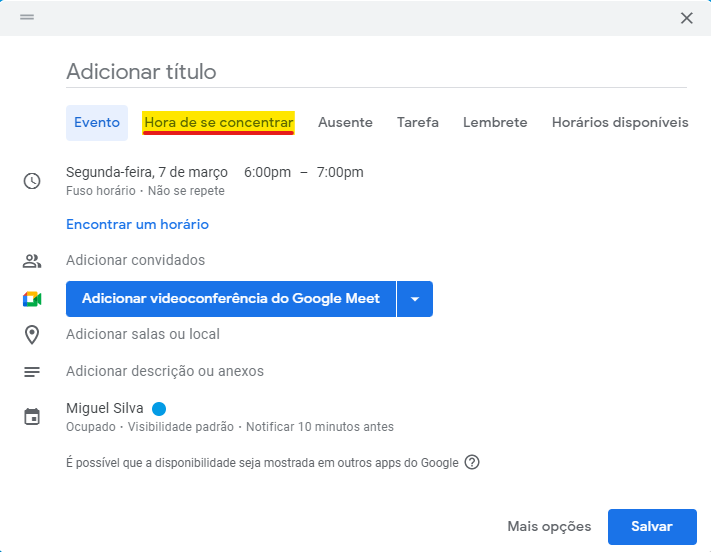 Adicionar título
Evento Hora de se concentrar Ausente Tarefa Lembrete Horários disponíveis
Segunda-feira, 7 de março 6:00pm – 7:00pm
Fuso horário · Não se repete
Encontrar um horário
Adicionar convidados
Adicionar videoconferência do Google Meet
Adicionar salas ou local
Adicionar descrição ou anexos
Miguel Silva
Ocupado · Visibilidade padrão · Notificar 10 minutos antes
É possível que a disponibilidade seja mostrada em outros apps do Google
Mais opções Salvar